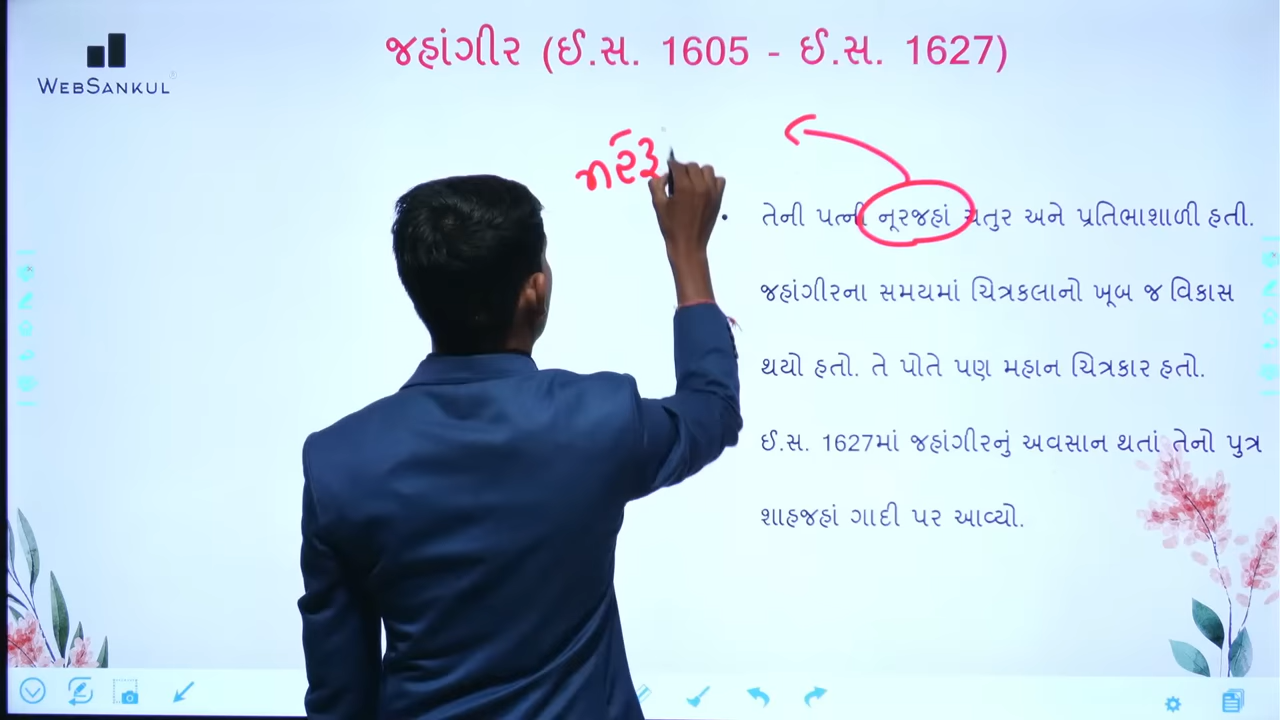 WEBSANKUL
જહાંગીર (ઈ.સ. 1605 - ઈ.સ. 1627)
• તેની પત્ની નૂરજહાં ચતુર અને પ્રતિભાશાળી હતી.
જહાંગીરના સમયમાં ચિત્રકલાનો ખૂબ જ વિકાસ
થયો હતો. તે પોતે પણ મહાન ચિત્રકાર હતો.
ઈ.સ. 1627માં જહાંગીરનું અવસાન થતાં તેનો પુત્ર
શાહજહાં ગાદી પર આવ્યો.